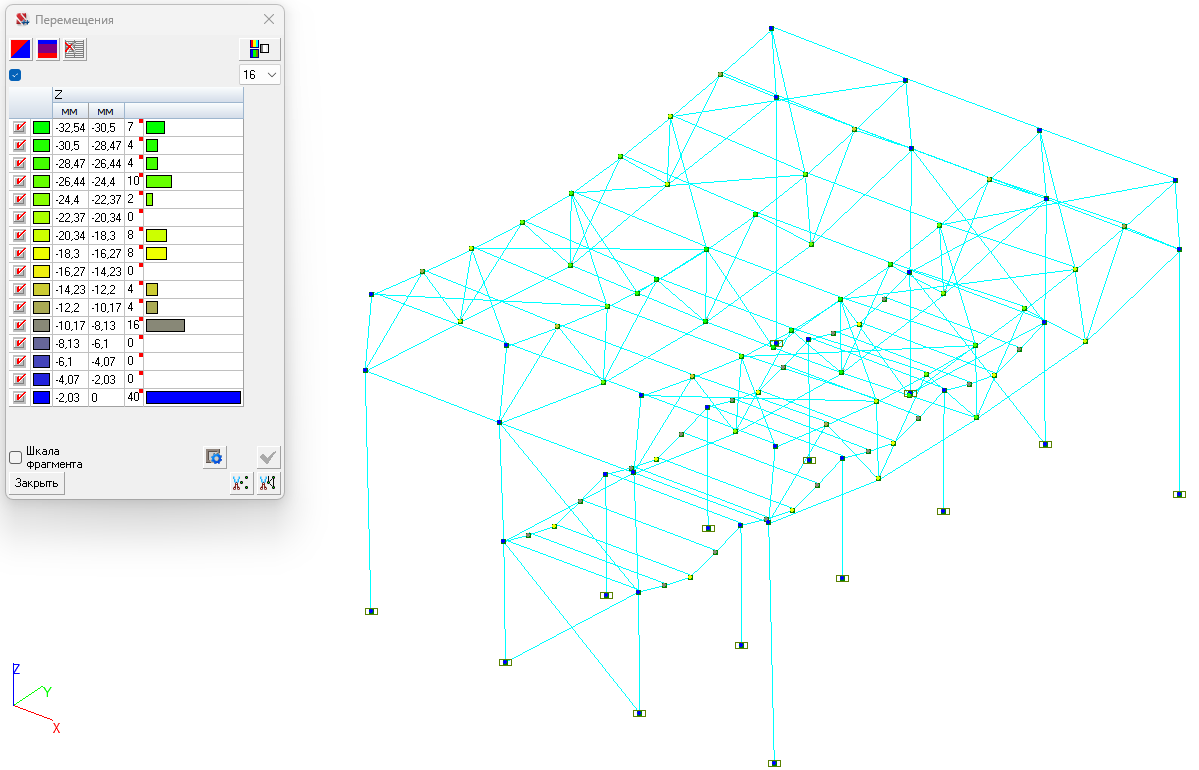 Перемещения
16
Z
мм мм
-32,54 -30,5 7
-30,5 -28,47 4
-28,47 -26,44 4
-26,44 -24,4 10
-24,4 -22,37 2
-22,37 -20,34 0
-20,34 -18,3 8
-18,3 -16,27 8
-16,27 -14,23 0
-14,23 -12,2 4
-12,2 -10,17 4
-10,17 -8,13 16
-8,13 -6,1 0
-6,1 -4,07 0
-4,07 -2,03 0
-2,03 0 40
Шкала
фрагмента
Закрыть
Z
Y
X